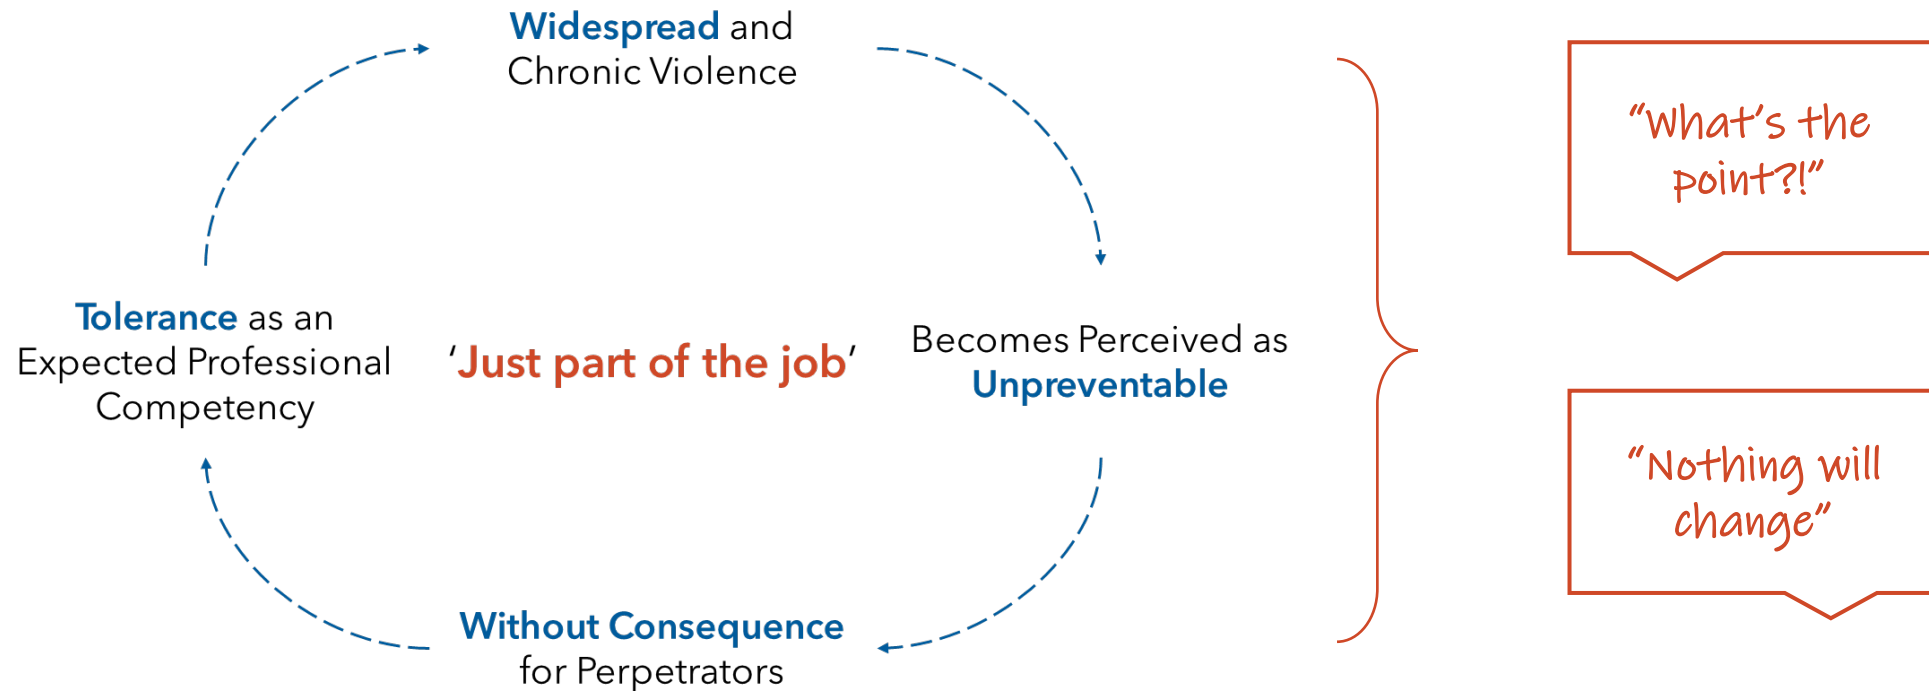 Widespread and
Chronic Violence
Becomes Perceived as
Unpreventable
Without Consequence
for Perpetrators
Tolerance as an
Expected Professional
Competency
‘Just part of the job’
“What’s the
point?!”
“Nothing will
change”